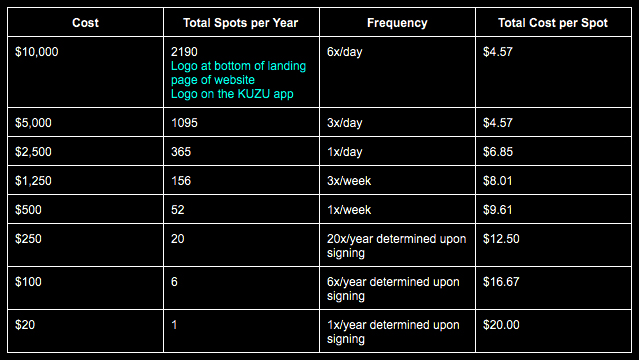 Cost Total Spots per Year Frequency Total Cost per Spot
$10,000 2190 6x/day $4.57
Logo at bottom of landing
page of website
Logo on the KUZU app
$5,000 1095 3x/day $4.57
$2,500 365 1x/day $6.85
$1,250 156 3x/week $8.01
$500 52 1x/week $9.61
$250 20 20x/year determined upon $12.50
signing
$100 6 6x/year determined upon $16.67
signing
$20 1 1x/year determined upon $20.00
signing